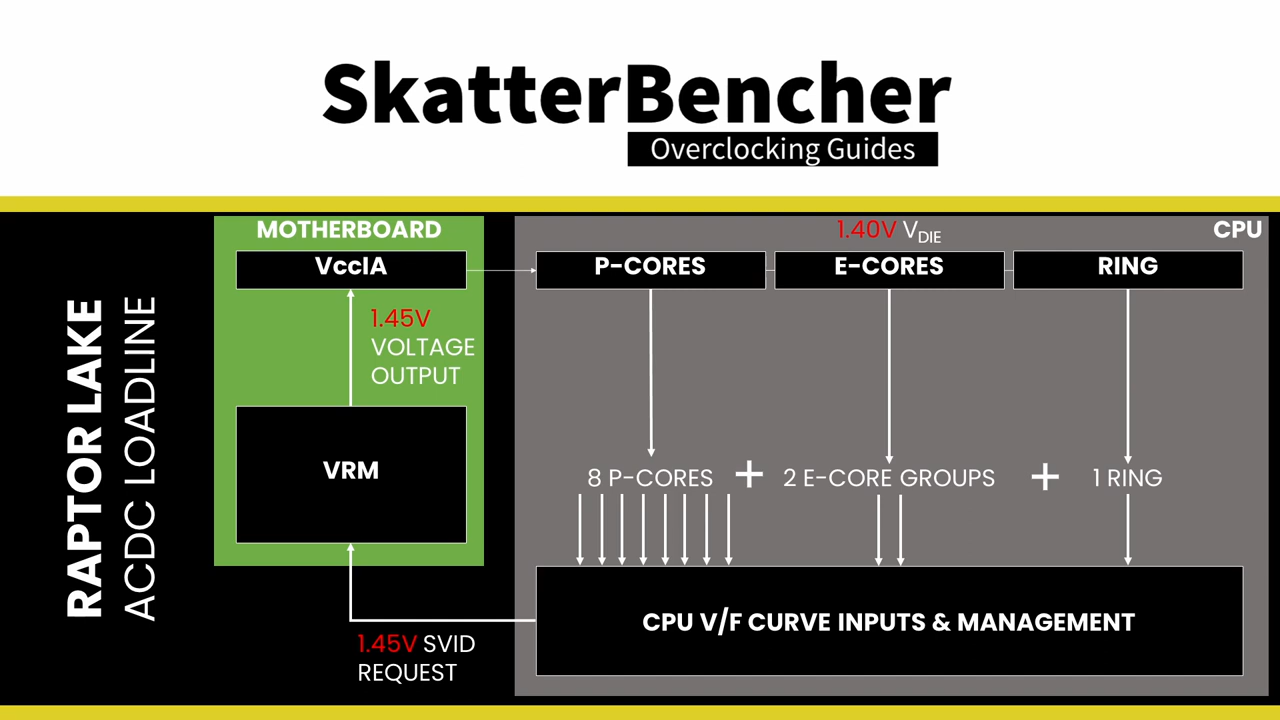 SkatterBencher
Overclocking Guides
RAPTOR LAKE
ACDC LOADLINE
MOTHERBOARD
VccIA
1.45V
VOLTAGE
OUTPUT
VRM
1.45V SVID
REQUEST
1.40V VDIE
CPU
P-CORES
E-CORES
RING
8 P-CORES + 2 E-CORE GROUPS + 1 RING
CPU V/F CURVE INPUTS & MANAGEMENT